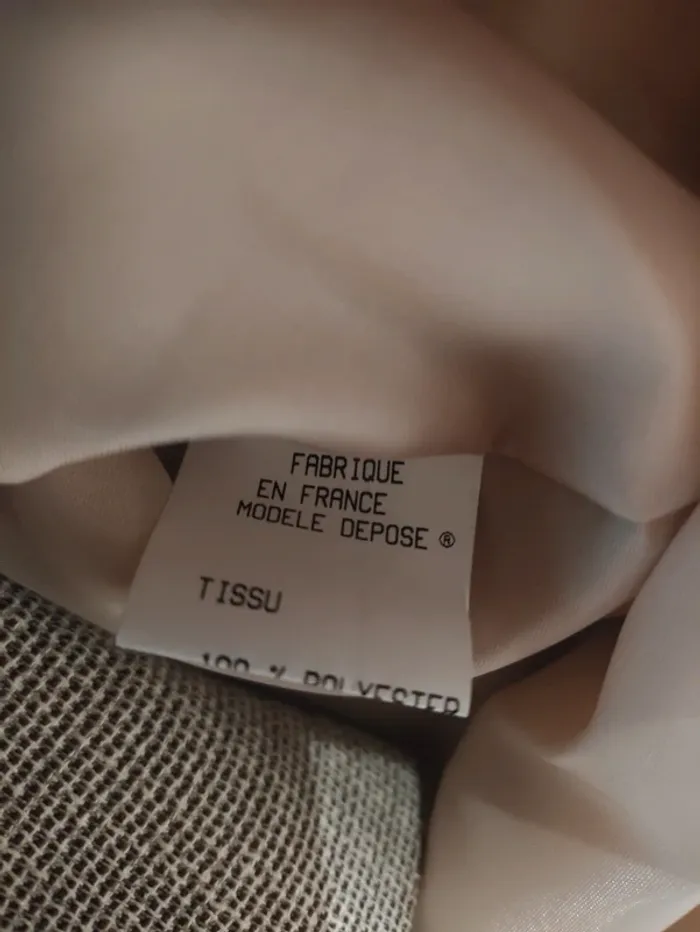 FABRIQUE
EN FRANCE
MODELE DEPOSE ®
TISSU
100 % POLYESTER